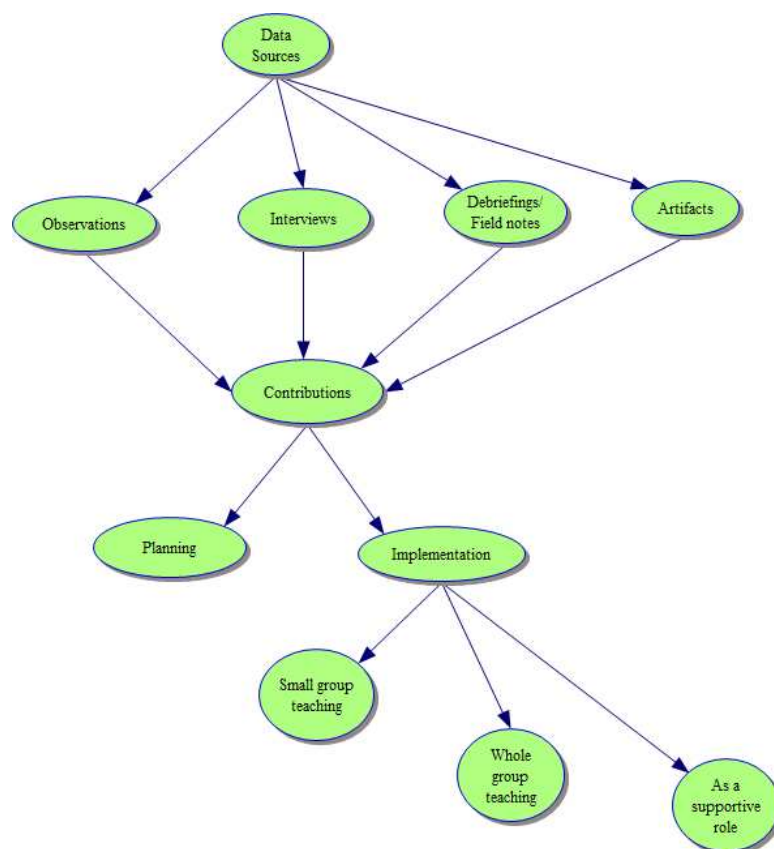 Data
Sources
Observations
Interviews
Debriefings/
Field notes
Artifacts
Contributions
Planning
Implementation
Small group
teaching
Whole
group
teaching
As a
supportive
role